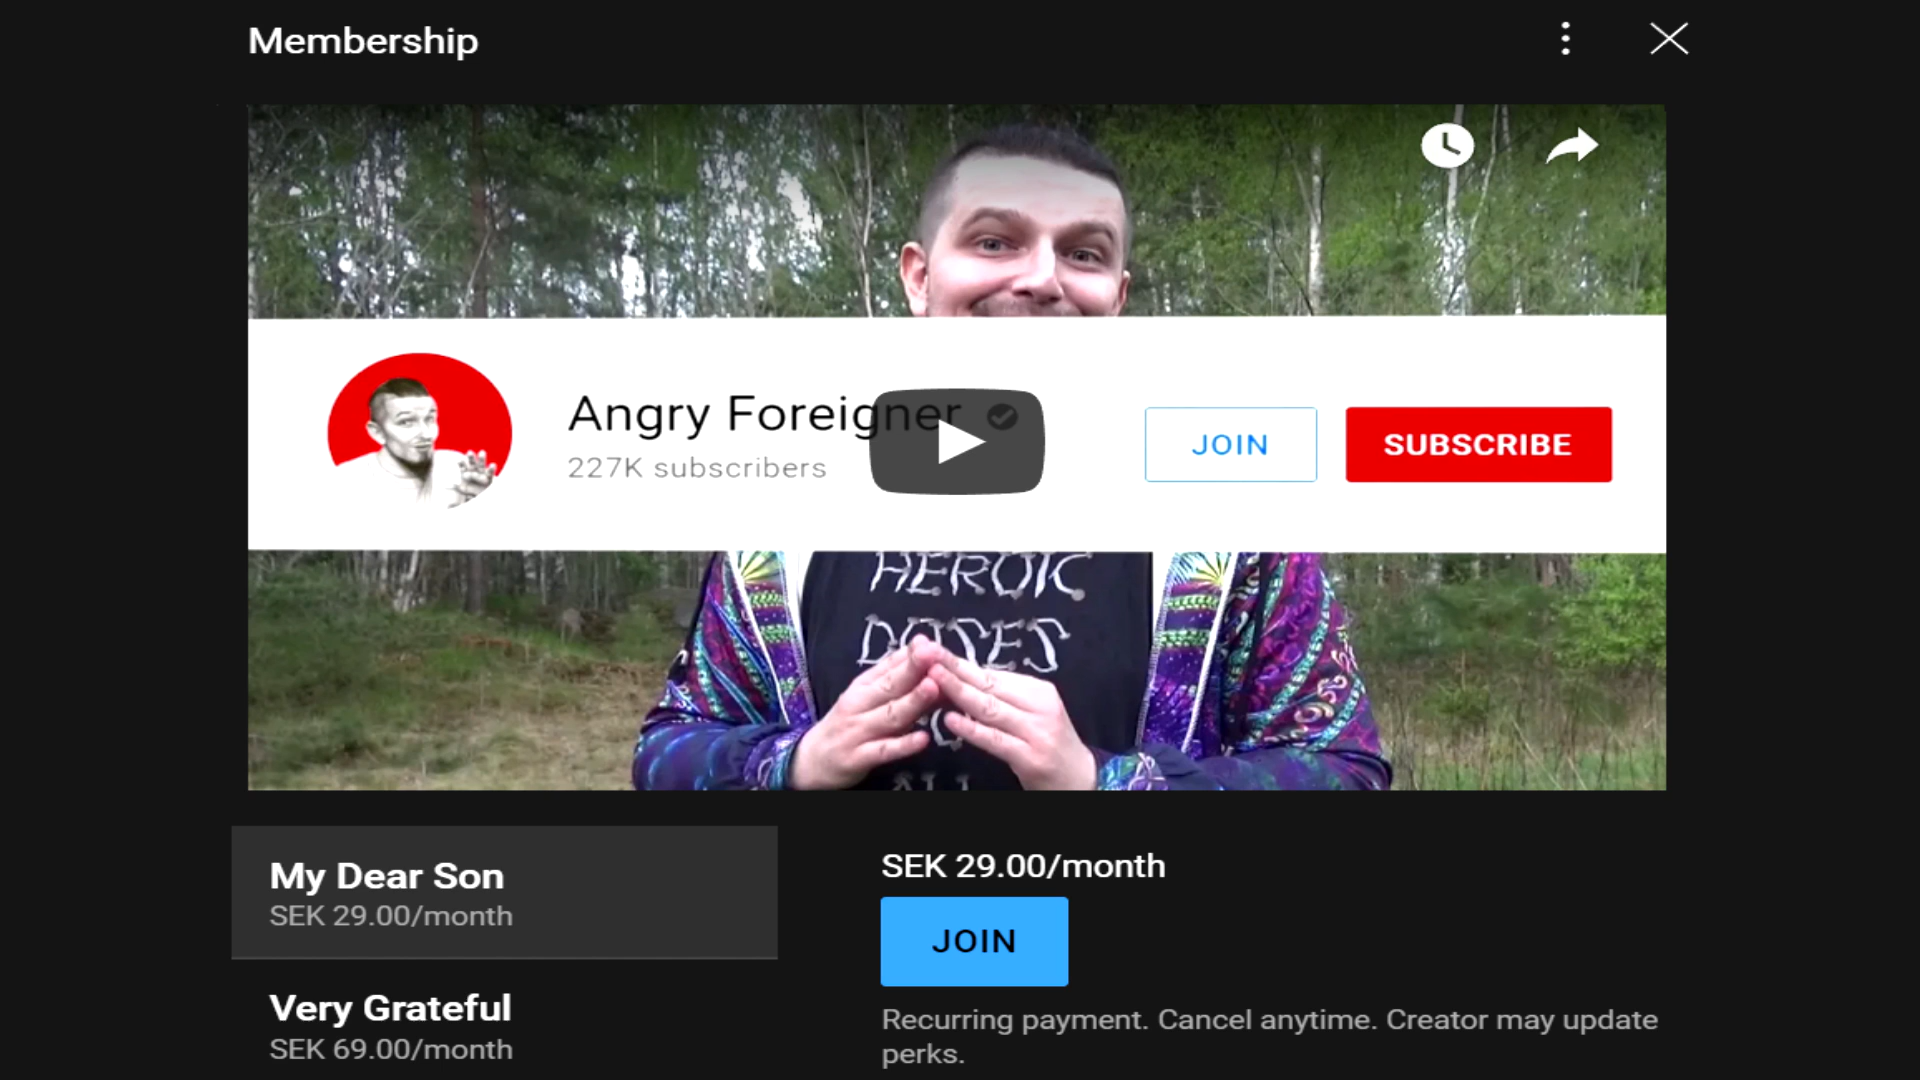 Membership
Angry Foreigner
227K subscribers
JOIN
SUBSCRIBE
HEROIC
DOSES
ALL
My Dear Son
SEK 29.00/month
Very Grateful
SEK 69.00/month
SEK 29.00/month
JOIN
Recurring payment. Cancel anytime. Creator may update
perks.